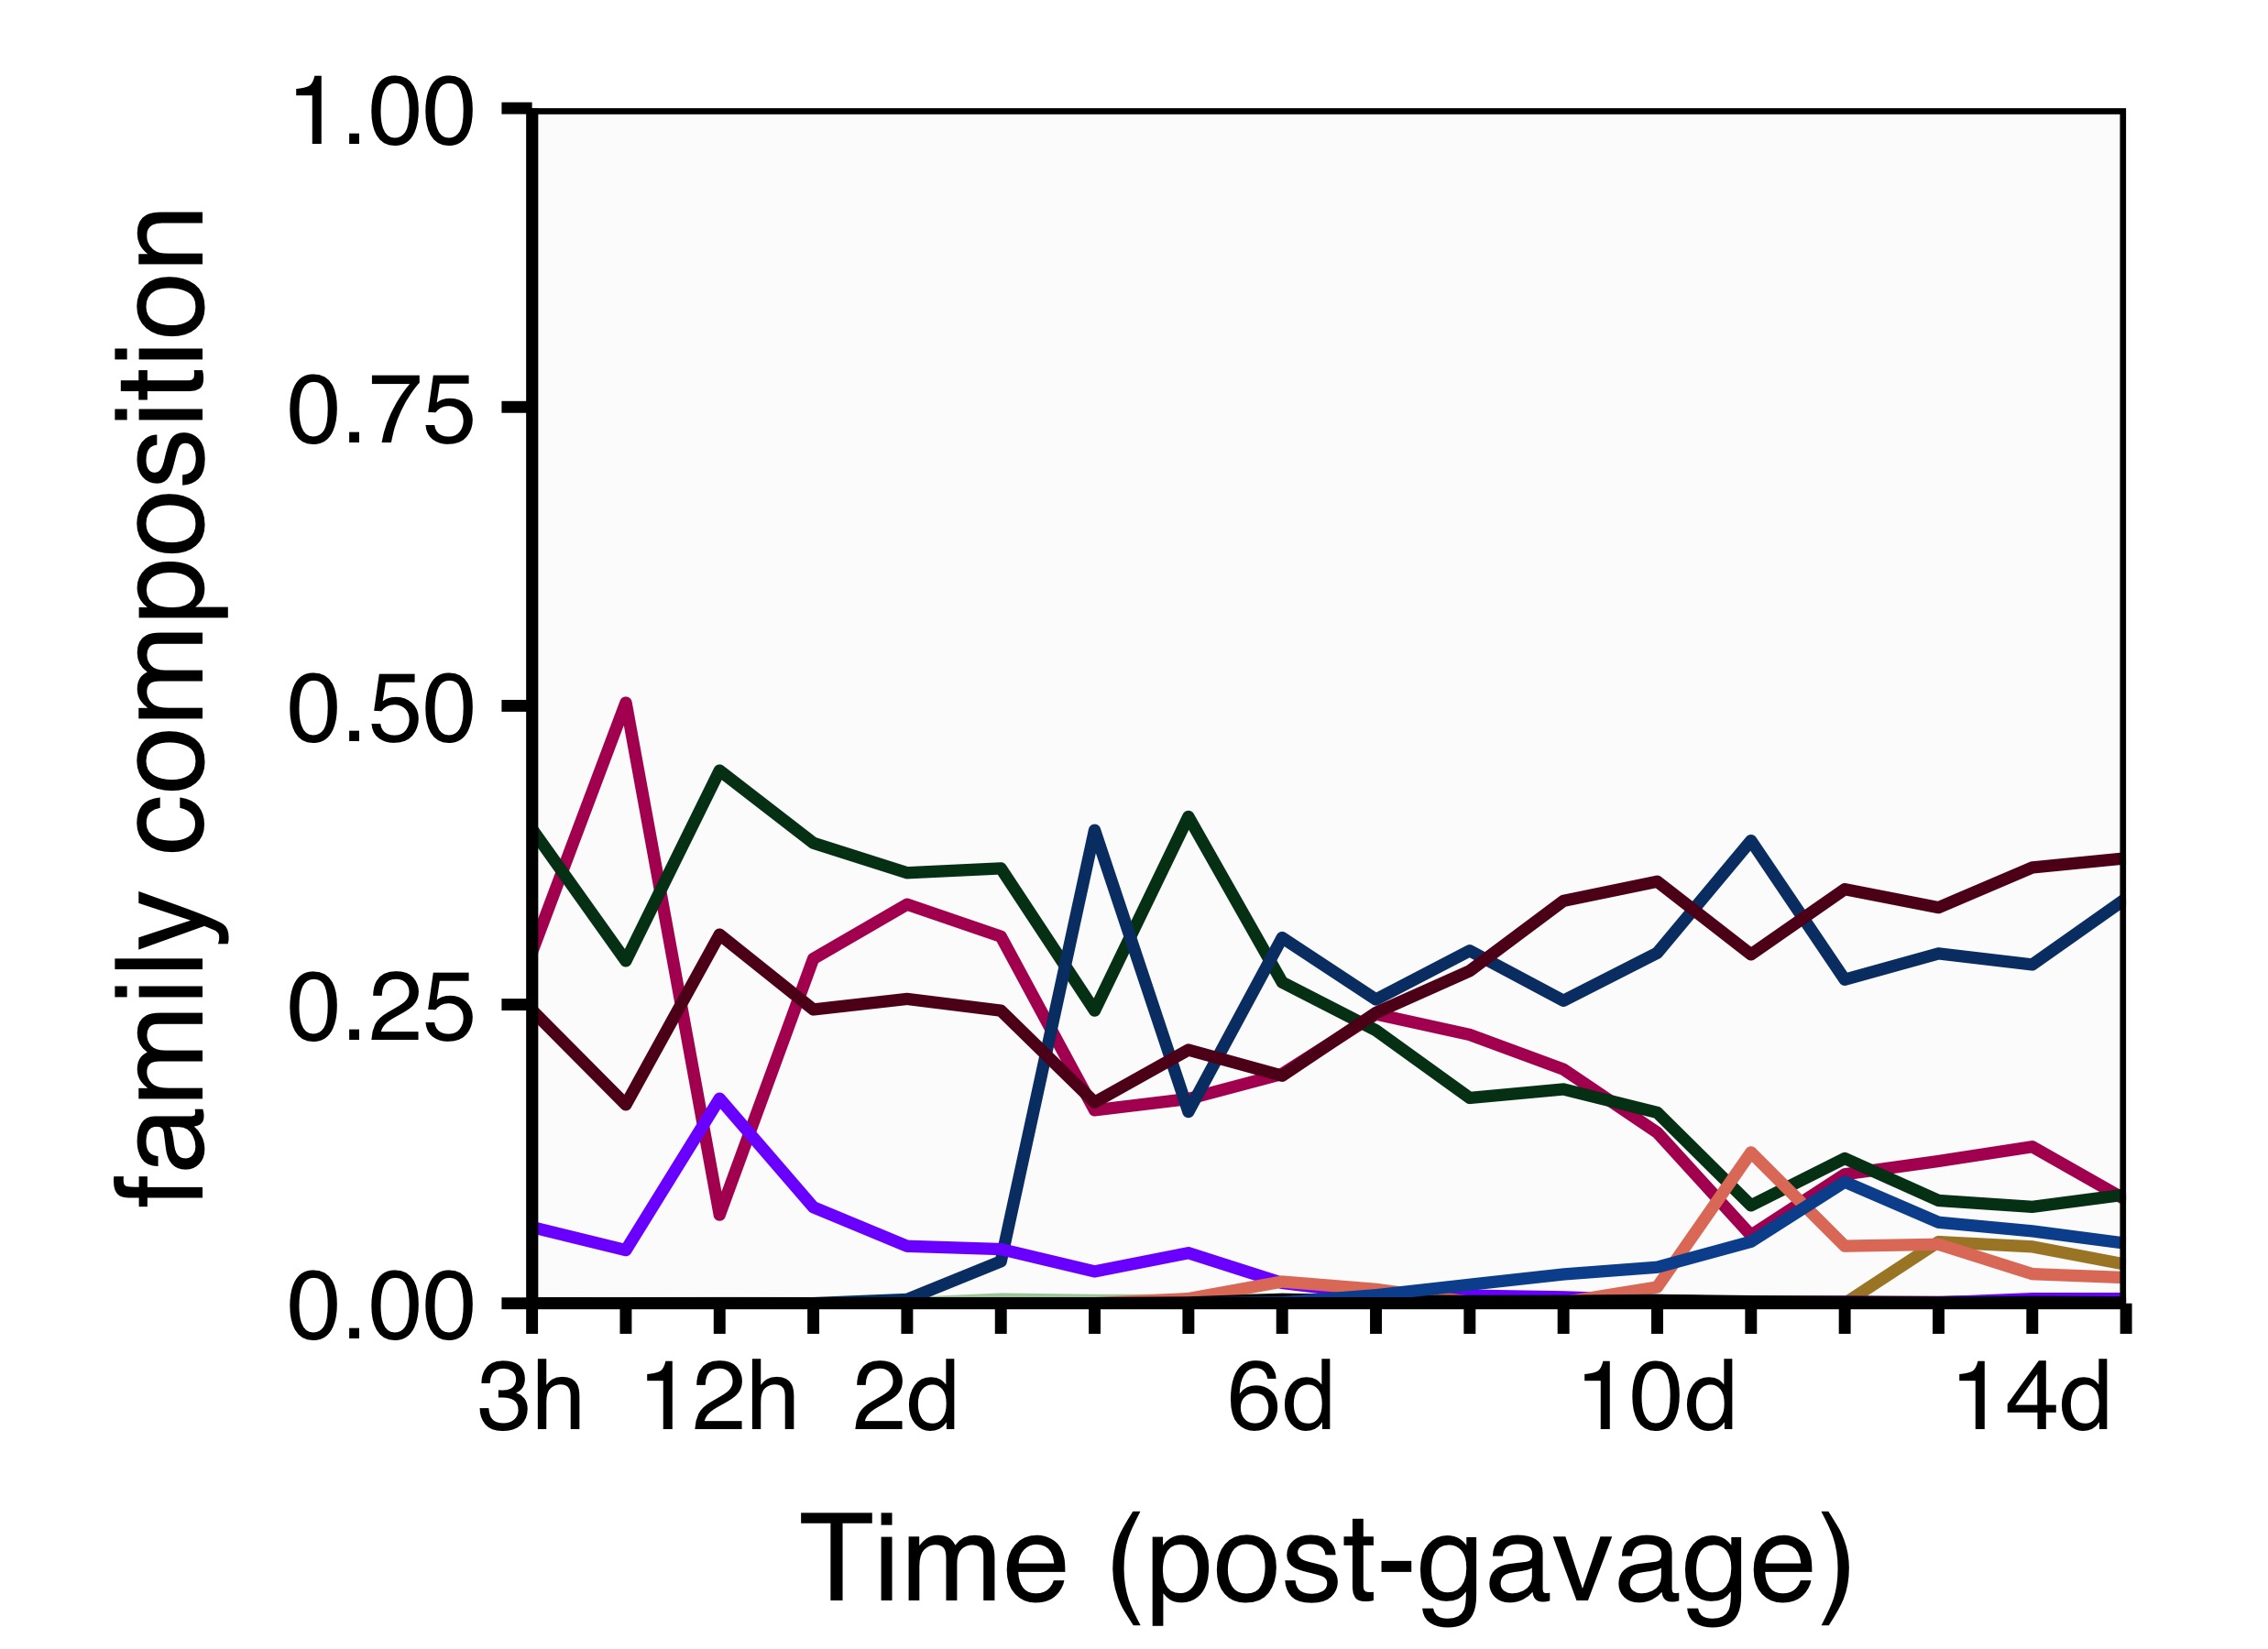 1.00
0.75
0.50
0.25
0.00
family composition
3h 12h 2d 6d 10d 14d
Time (post-gavage)